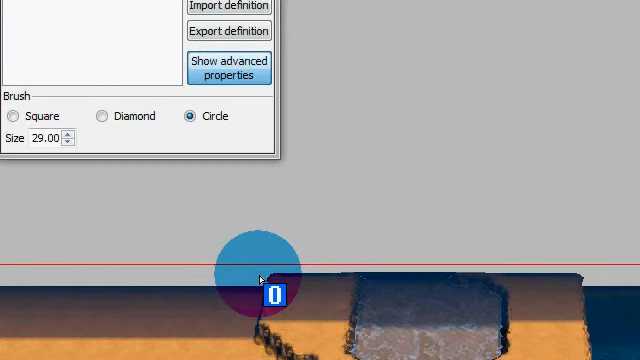 Import definition
Export definition
Show advanced
properties
Brush
Square
Diamond
Circle
Size 29.00
0